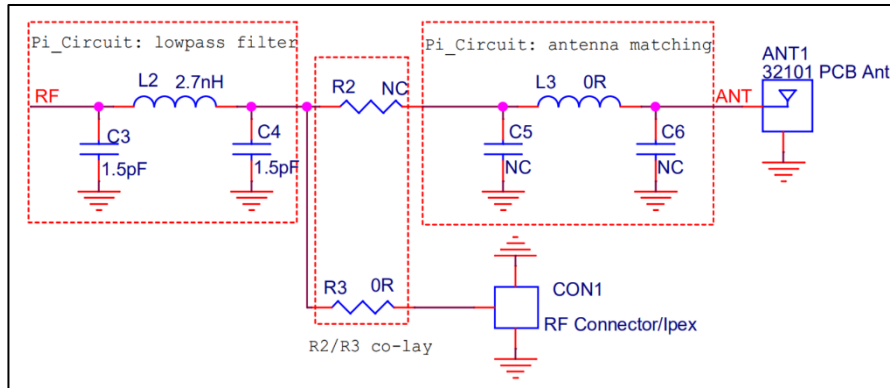 Pi_Circuit: lowpass filter
Pi_Circuit: antenna matching
ANT1
32101 PCB Ant
L2 2.7nH
R2 NC
L3 0R
RF
ANT
C3
1.5pF
C4
1.5pF
C5
NC
C6
NC
R3 0R
CON1
RF Connector/Ipex
R2/R3 co-lay